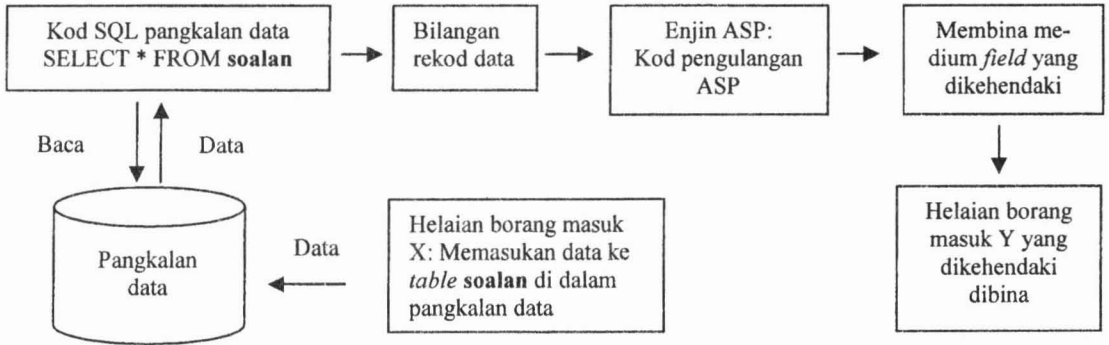 Kod SQL pangkalan data
SELECT * FROM soalan
Bilangan
rekod data
Enjin ASP:
Kod pengulangan
ASP
Membina me-
dium field yang
dikehendaki
Baca
Data
Pangkalan
data
Data
Helaian borang masuk
X: Memasukan data ke
table soalan di dalam
pangkalan data
Helaian borang
masuk Y yang
dikehendaki
dibina